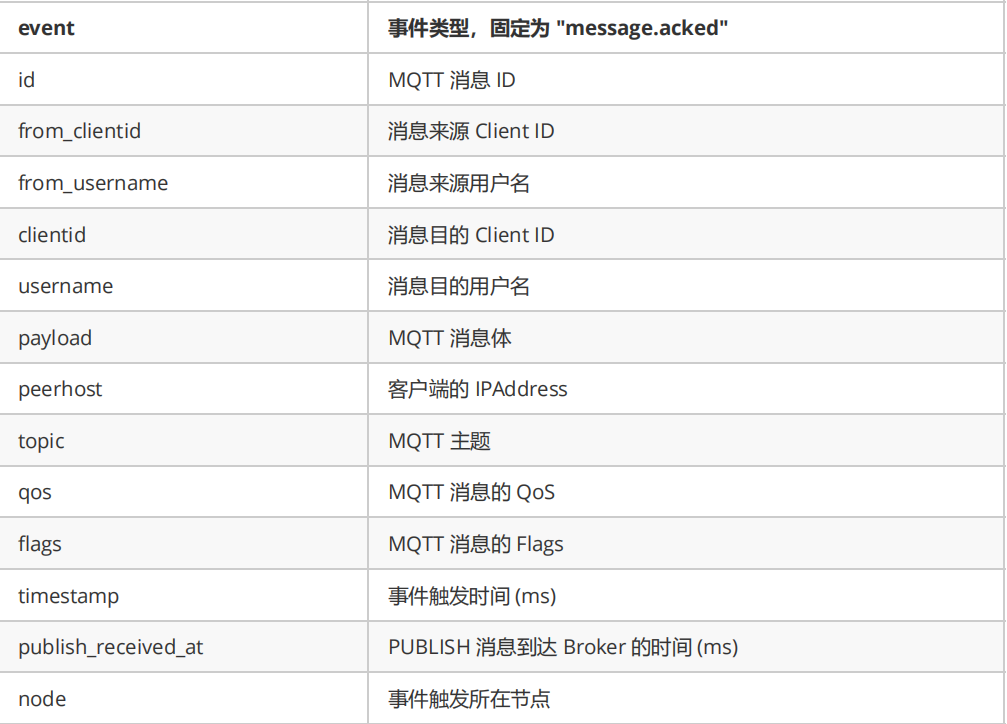 event 事件类型，固定为 "message.acked"
id MQTT 消息 ID
from_clientid 消息来源 Client ID
from_username 消息来源用户名
clientid 消息目的 Client ID
username 消息目的用户名
payload MQTT 消息体
peerhost 客户端的 IPAddress
topic MQTT 主题
qos MQTT 消息的 QoS
flags MQTT 消息的 Flags
timestamp 事件触发时间 (ms)
publish_received_at PUBLISH 消息到达 Broker 的时间 (ms)
node 事件触发所在节点